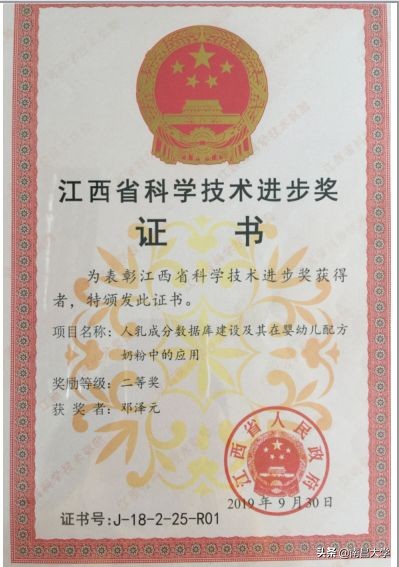 江西省科学技术进步奖
证 书
为表彰江西省科学技术进步奖获得
者，特颁发此证书。
项目名称：人乳成分数据库建设及其在婴幼儿配方
奶粉中的应用
奖励等级：二等奖
获 奖 者：邓泽元
江西省人民政府
2019年9月30日
证书号：J-18-2-25-R01
头条@南昌大学